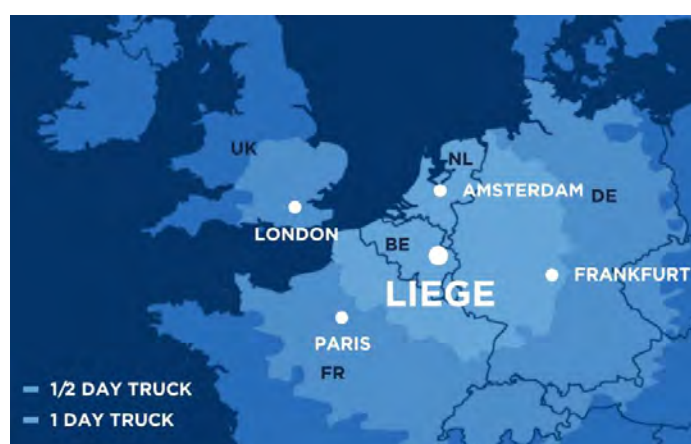 UK
NL
AMSTERDAM
DE
LONDON
BE
FRANKFURT
LIEGE
PARIS
FR
1/2 DAY TRUCK
1 DAY TRUCK